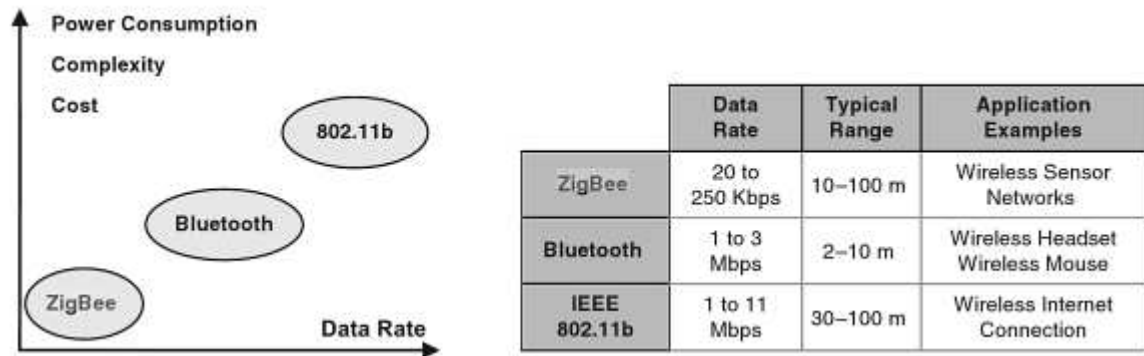 Power Consumption
Complexity
Cost
802.11b
Bluetooth
ZigBee
Data Rate
Data Rate
Typical Range
Application Examples
ZigBee
20 to
250 Kbps
10–100 m
Wireless Sensor
Networks
Bluetooth
1 to 3
Mbps
2–10 m
Wireless Headset
Wireless Mouse
IEEE
802.11b
1 to 11
Mbps
30–100 m
Wireless Internet
Connection